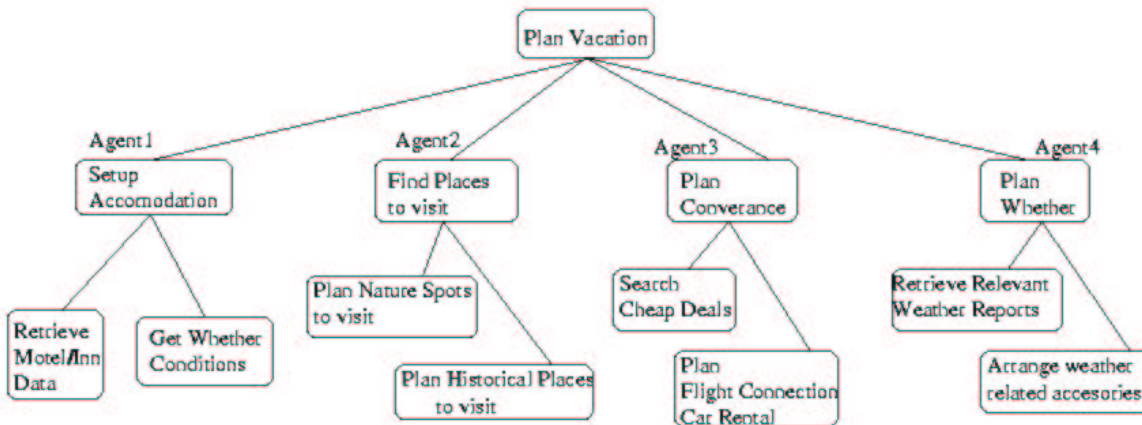 Plan Vacation
Agent1
Setup
Accomodation
Retrieve
Motel/Inn
Data
Get Whether
Conditions
Agent2
Find Places
to visit
Plan Nature Spots
to visit
Plan Historical Places
to visit
Agent3
Plan
Converance
Search
Cheap Deals
Plan
Flight Connection
Car Rental
Agent4
Plan
Whether
Retrieve Relevant
Weather Reports
Arrange weather
related accesories